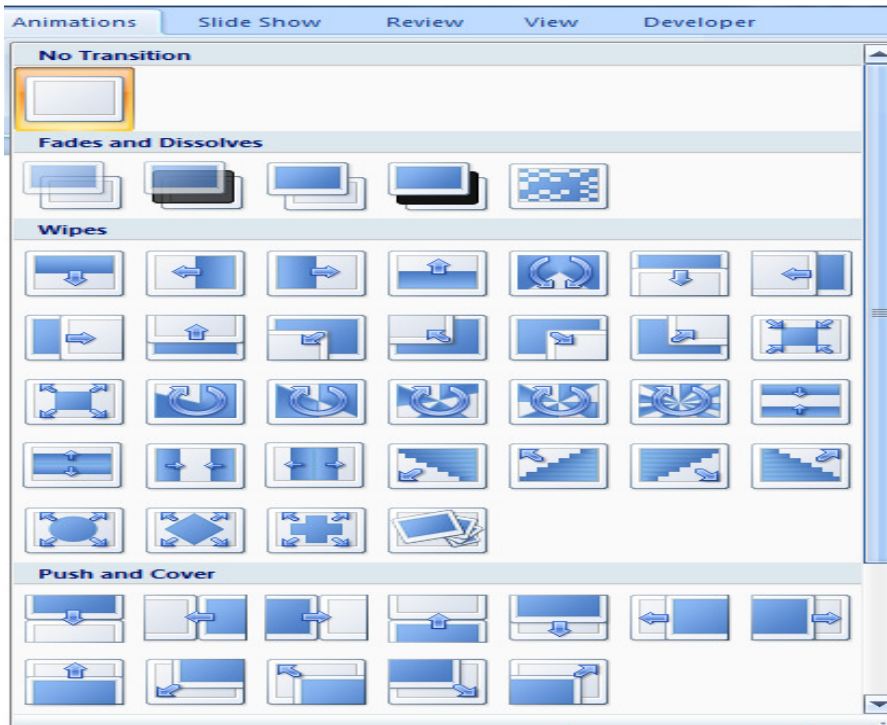 Animations Slide Show Review View Developer
No Transition
Fades and Dissolves
Wipes
Push and Cover